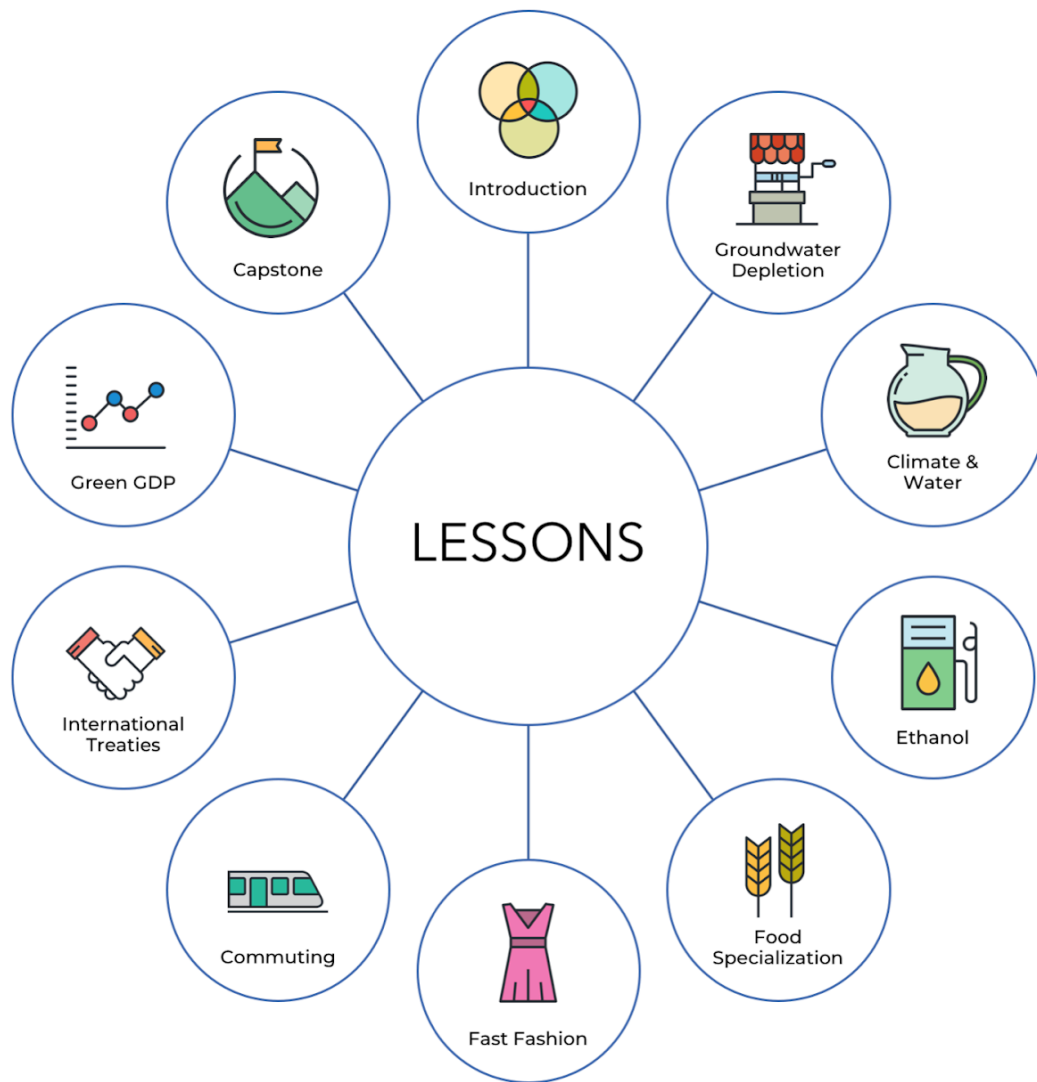 Introduction
Groundwater
Depletion
Climate &
Water
Ethanol
Food
Specialization
Fast Fashion
Commuting
International
Treaties
Green GDP
Capstone
LESSONS